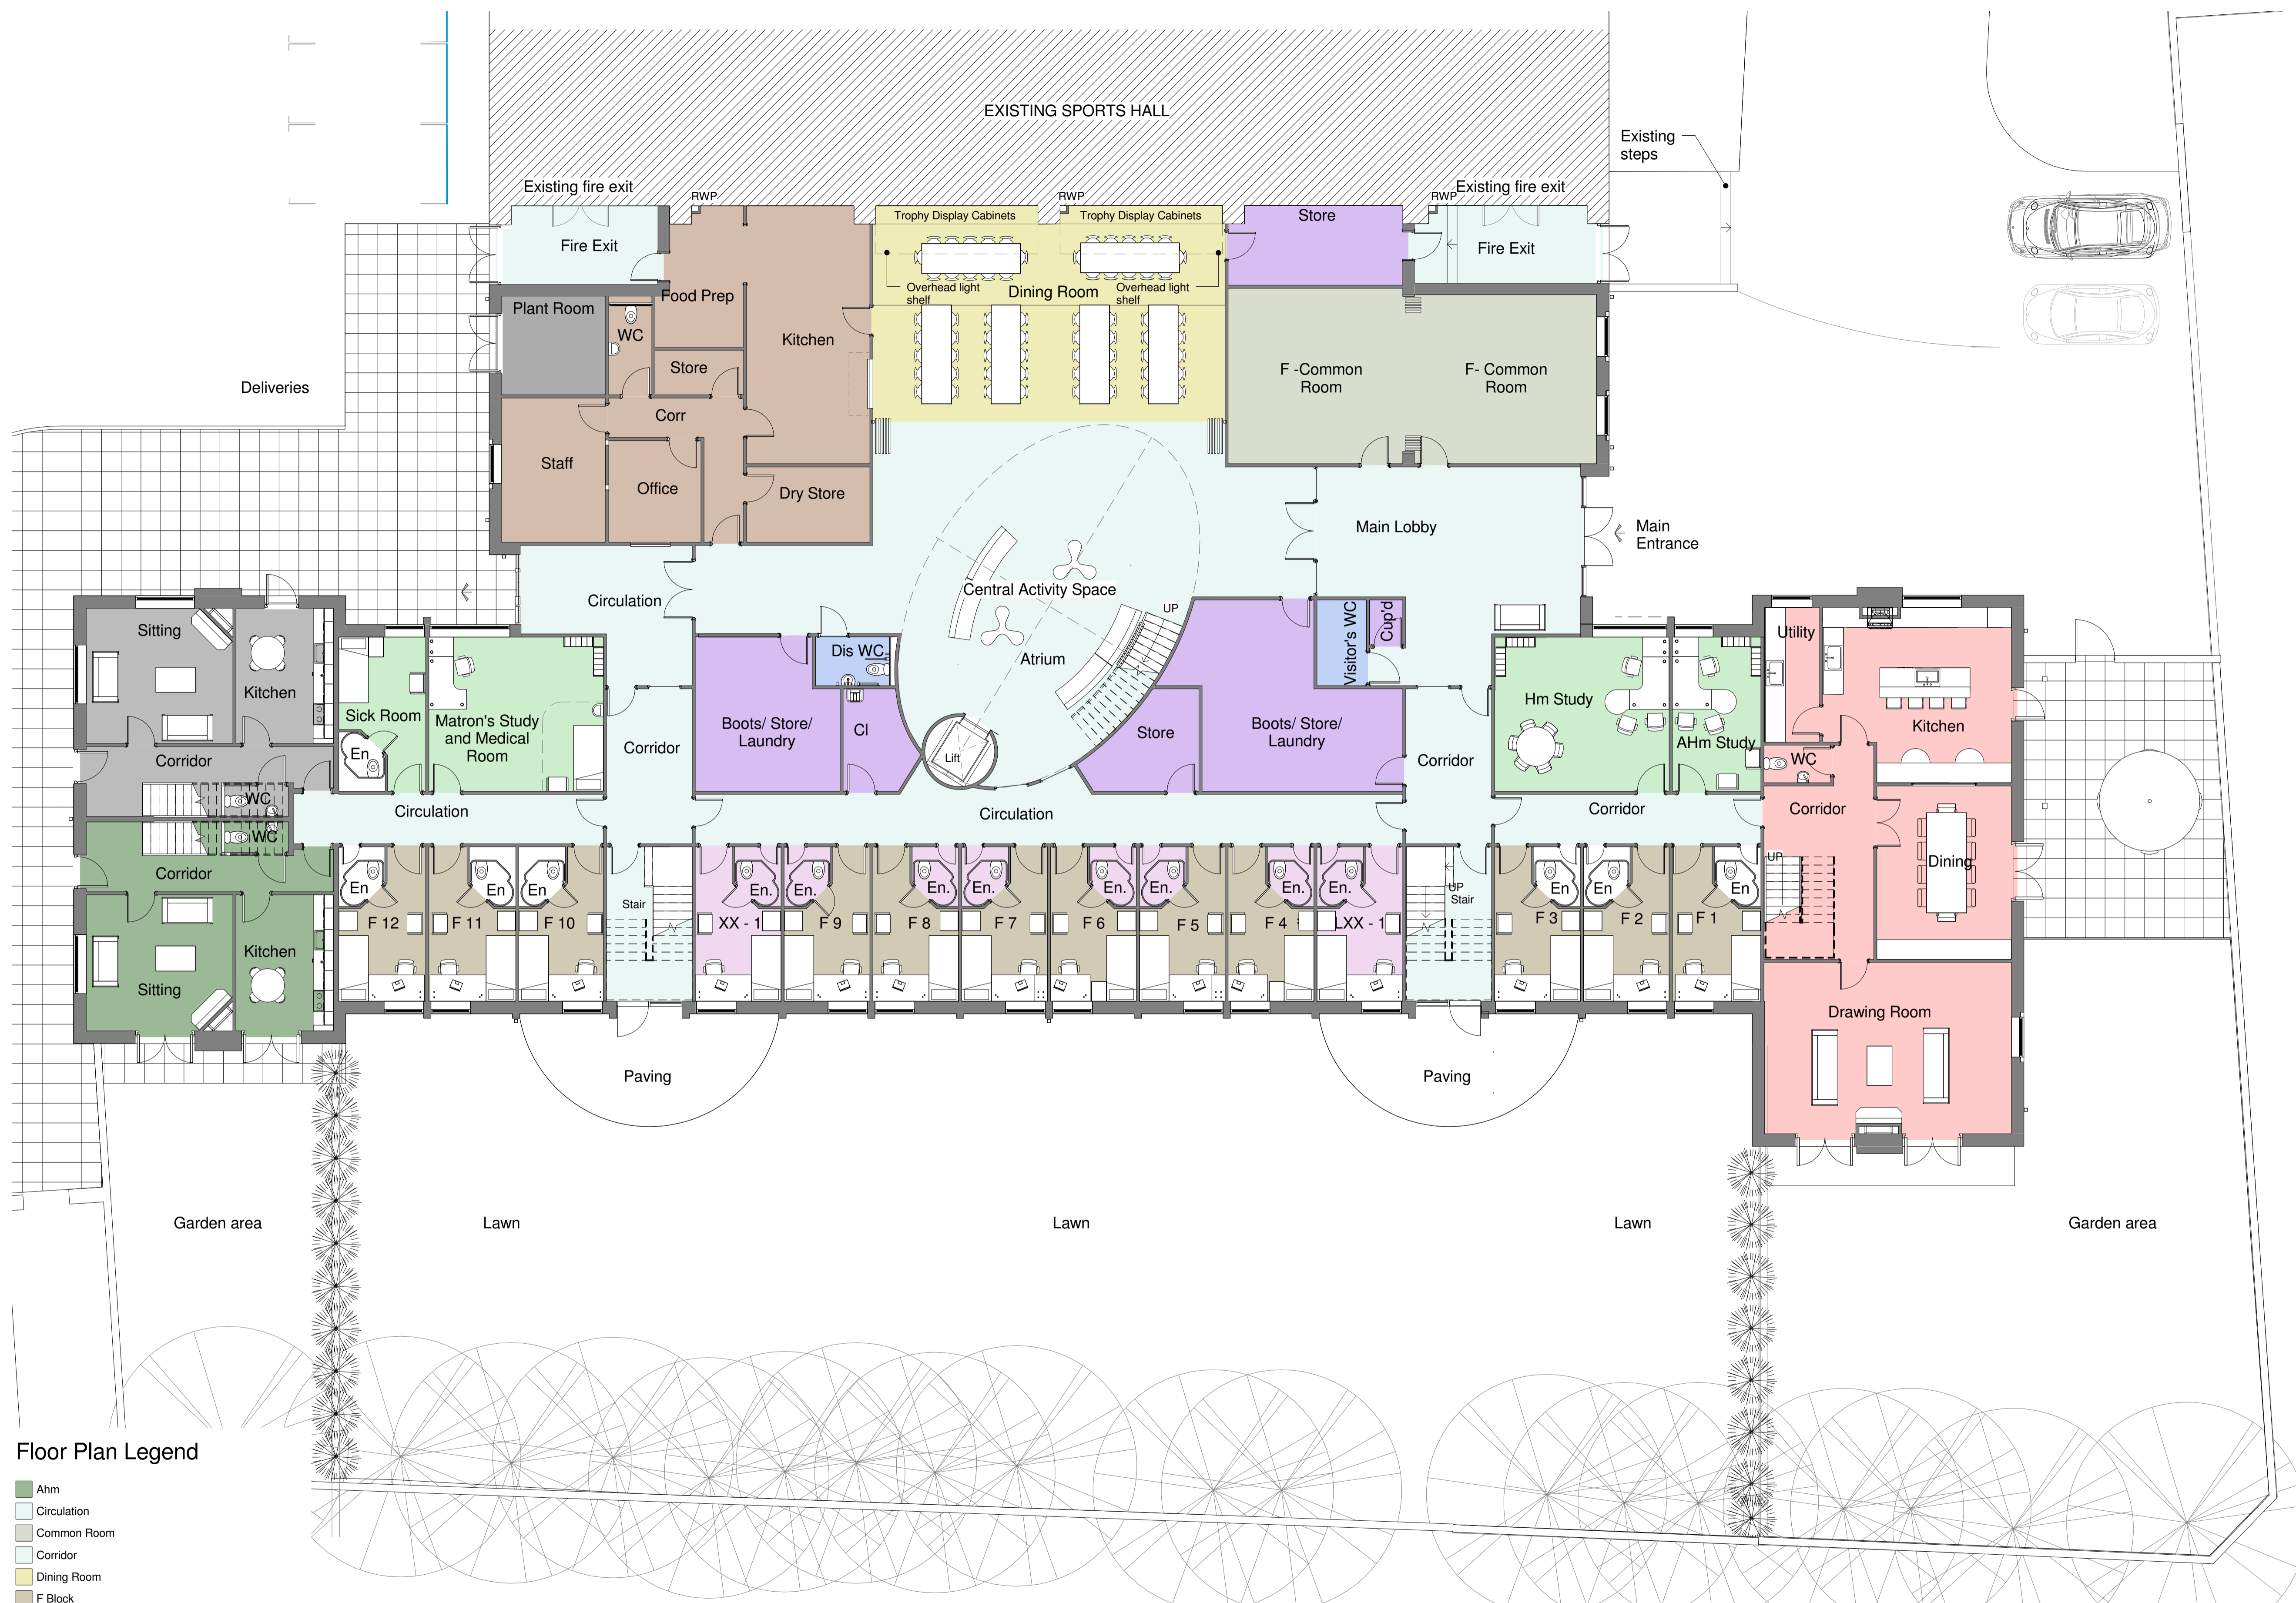 EXISTING SPORTS HALL
Existing
steps
Existing fire exit
RWP
RWP
RWP
Existing fire exit
Trophy Display Cabinets
Trophy Display Cabinets
Store
Fire Exit
Fire Exit
Overhead light
shelf
Dining Room
Overhead light
shelf
Food Prep
Plant Room
WC
Kitchen
Store
F -Common
Room
F- Common
Room
Deliveries
Corr
Staff
Office
Dry Store
Main Lobby
Main
Entrance
Central Activity Space
Circulation
UP
Atrium
Visitor's WC
Cup'd
Sitting
Kitchen
Dis WC
Utility
Sick Room
Matron's Study
and Medical
Room
Hm Study
AHm Study
Kitchen
En
Corridor
Boots/ Store/
Laundry
Cl
Lift
Store
Boots/ Store/
Laundry
Corridor
Corridor
WC
WC
WC
Circulation
Circulation
Corridor
Corridor
Corridor
UP
Dining
En
En
En
En.
En.
En.
En.
En.
En.
En.
En.
En
En
En
UP
Stair
Stair
F 12
F 11
F 10
XX - 1
F 9
F 8
F 7
F 6
F 5
F 4
LXX - 1
F 3
F 2
F 1
Kitchen
Sitting
Drawing Room
Paving
Paving
Garden area
Lawn
Lawn
Lawn
Garden area
Floor Plan Legend
Ahm
Circulation
Common Room
Corridor
Dining Room
F Block